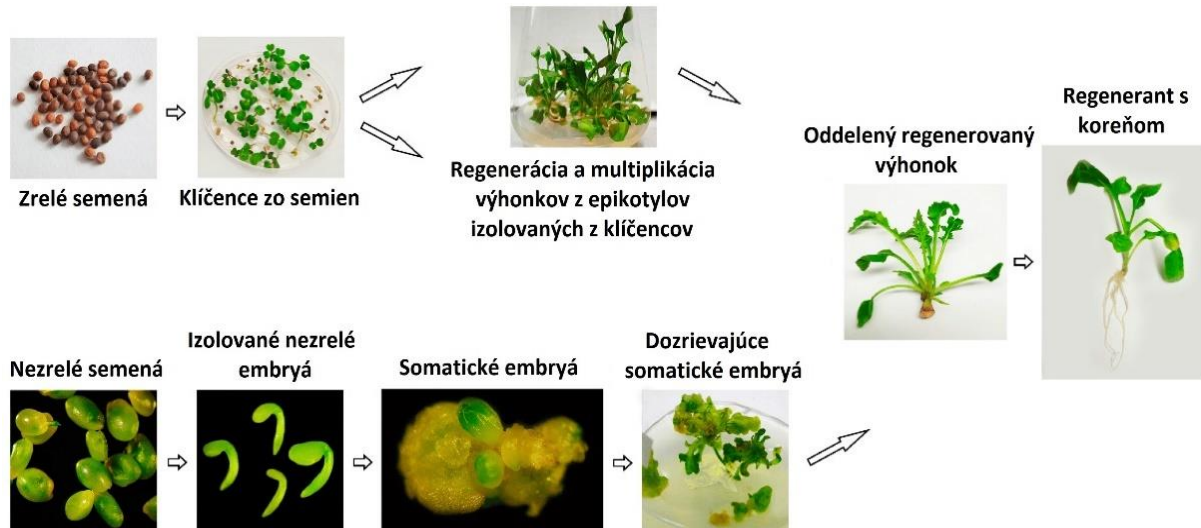 Zrelé semená
Klíčence zo semien
Regenerácia a multiplikácia
výhonkov z epikotylov
izolovaných z klíčencov
Oddelený regenerovaný
výhonok
Regenerant s
koreňom
Nezrelé semená
Izolované nezrelé
embryá
Somatické embryá
Dozrievajúce
somatické embryá